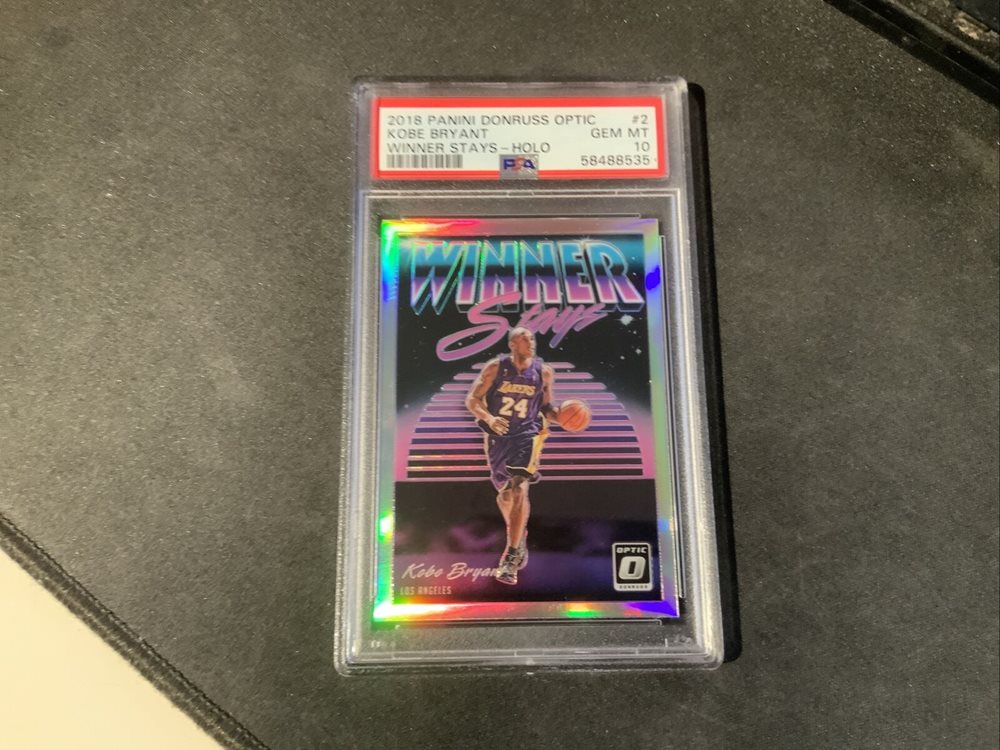 2018 PANINI DONRUSS OPTIC #2
KOBE BRYANT GEM MT
WINNER STAYS - HOLO 10
PSA 58488535
WINNER
Stays
LAKERS
24
Kobe Bryant
LOS ANGELES
OPTIC
O
DONRUSS